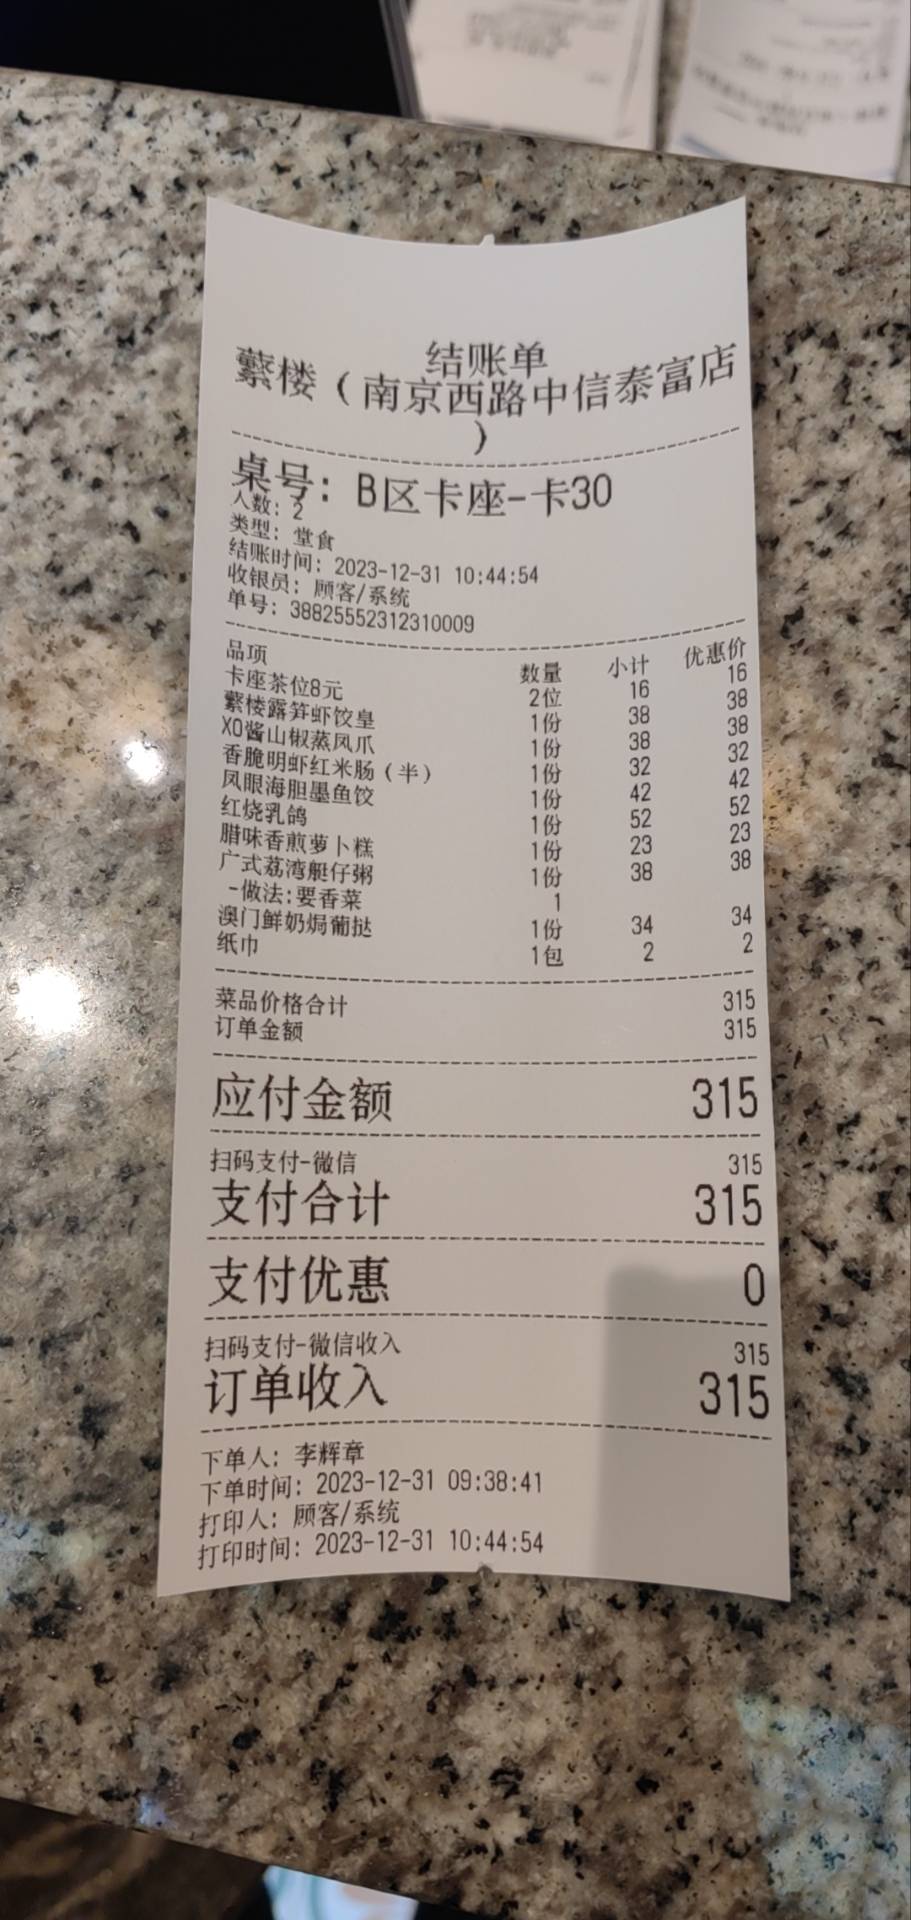 结账单
蘩楼（南京西路中信泰富店
）
桌号：B区卡座-卡30
人数：2
类型：堂食
结账时间：2023-12-31 10:44:54
收银员：顾客/系统
单号：38825552312310009
品项 数量 小计 优惠价
卡座茶位8元 2位 16 16
蘩楼露笋虾饺皇 1份 38 38
XO酱山椒蒸凤爪 1份 38 38
香脆明虾红米肠（半） 1份 32 32
凤眼海胆墨鱼饺 1份 42 42
红烧乳鸽 1份 52 52
腊味香煎萝卜糕 1份 23 23
广式荔湾艇仔粥 1份 38 38
-做法:要香菜 1
澳门鲜奶焗葡挞 1份 34 34
纸巾 1包 2 2
菜品价格合计 315
订单金额 315
应付金额 315
扫码支付-微信 315
支付合计 315
支付优惠 0
扫码支付-微信收入 315
订单收入 315
下单人：李辉章
下单时间：2023-12-31 09:38:41
打印人：顾客/系统
打印时间：2023-12-31 10:44:54